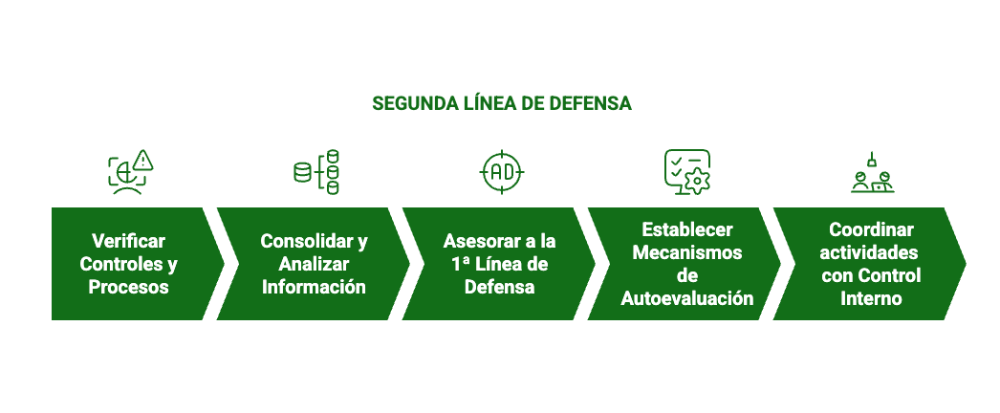 SEGUNDA LÍNEA DE DEFENSA
AD
Verificar
Controles y
Procesos
Consolidar y
Analizar
Información
Asesorar a la
1ª Línea de
Defensa
Establecer
Mecanismos
de
Autoevaluación
Coordinar
actividades
con Control
Interno